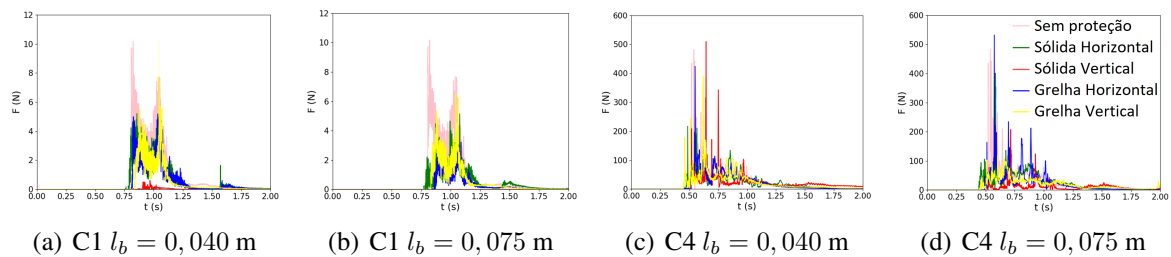 12
10
8
6
4
2
0
F (N)
0.00 0.25 0.50 0.75 1.00 1.25 1.50 1.75 2.00
t (s)
(a) C1 l_b = 0, 040 m
12
10
8
6
4
2
0
F (N)
0.00 0.25 0.50 0.75 1.00 1.25 1.50 1.75 2.00
t (s)
(b) C1 l_b = 0, 075 m
600
500
400
300
200
100
0
F (N)
0.00 0.25 0.50 0.75 1.00 1.25 1.50 1.75 2.00
t (s)
(c) C4 l_b = 0, 040 m
600
500
400
300
200
100
0
F (N)
0.00 0.25 0.50 0.75 1.00 1.25 1.50 1.75 2.00
t (s)
Sem proteção
Sólida Horizontal
Sólida Vertical
Grelha Horizontal
Grelha Vertical
(d) C4 l_b = 0, 075 m